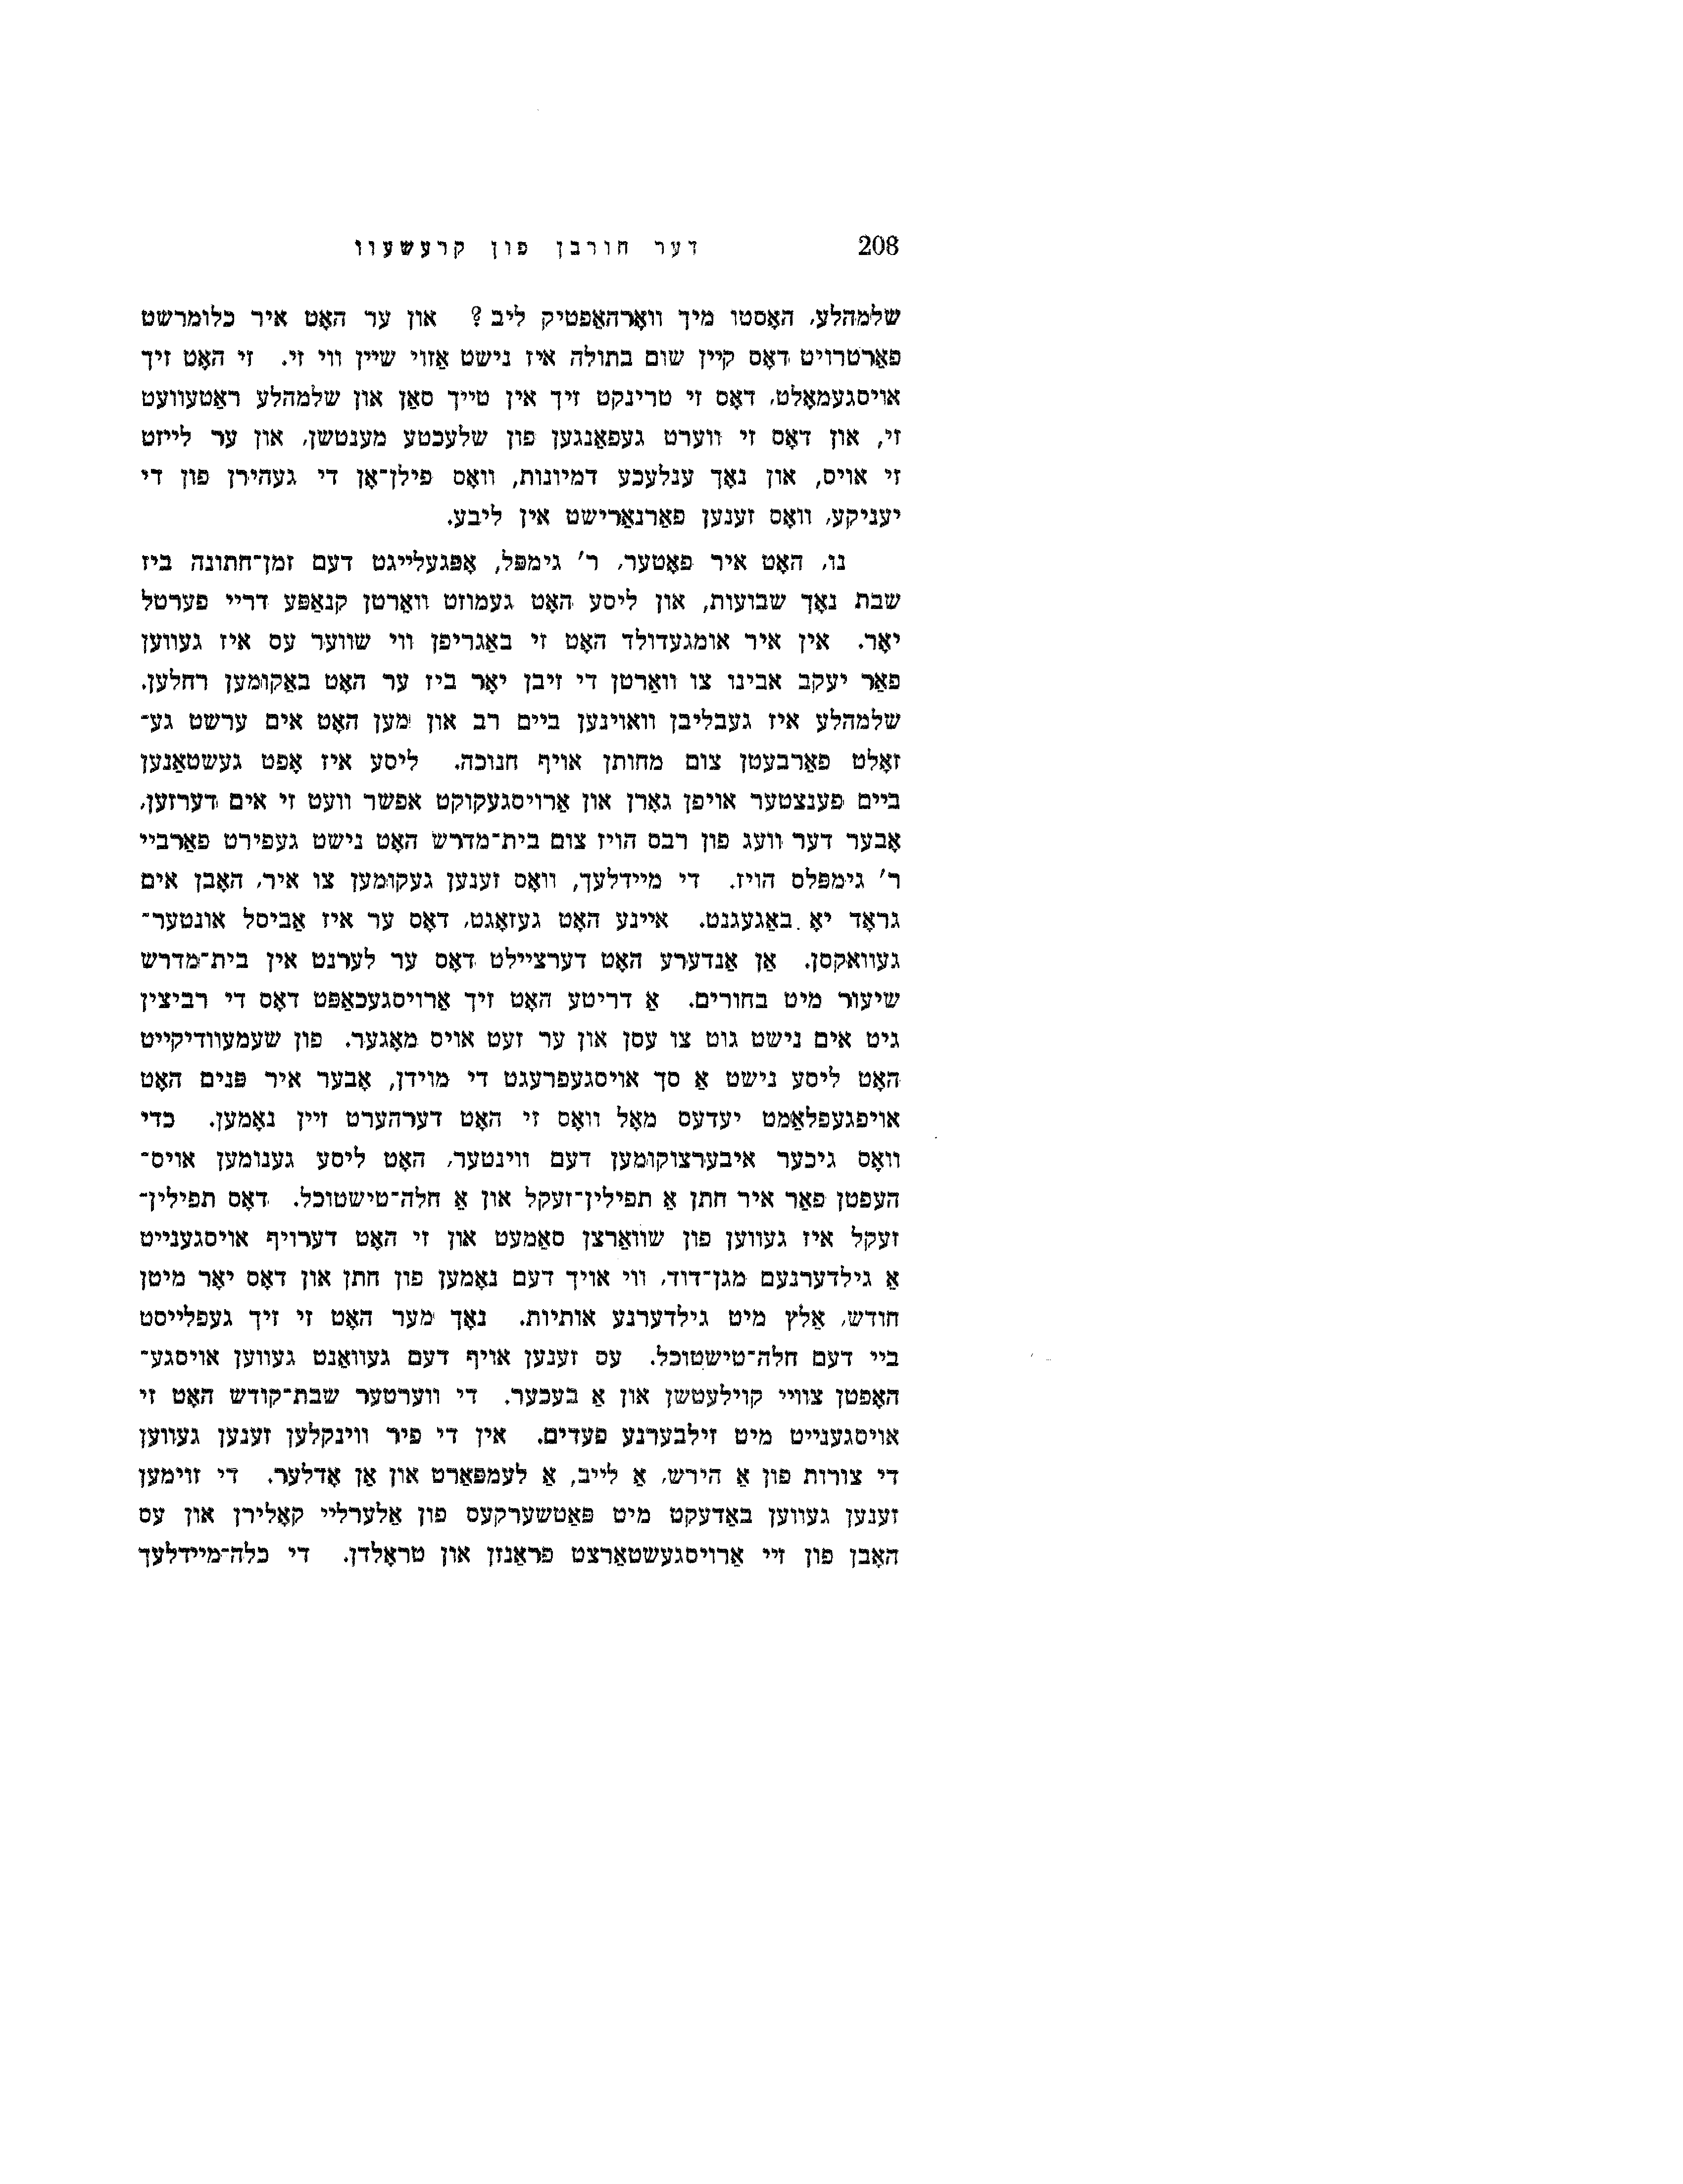 208 דער חורבן פון קרעשעוו
שלמהלע, האָסטו מיך וואָרהאַפטיק ליב? און ער האָט איר כלומרשט
פאַרטרויט דאָס קיין שום בתולה איז נישט אַזוי שיין ווי זי. זי האָט זיך
אויסגעמאָלט, דאָס זי טרינקט זיך אין טייך סאַן און שלמהלע ראַטעוועט
זי, און דאָס זי ווערט געפאַנגען פון שלעכטע מענטשן, און ער לייזט
זי אויס, און נאָך ענלעכע דמיונות, וואָס פילן־אָן די געהירן פון די
יעניקע, וואָס זענען פאַרנאַרישט אין ליבע.
נו, האָט איר פאָטער, ר׳ גימפּל, אָפּגעלייגט דעם זמן־חתונה ביז
שבת נאָך שבועות, און ליסע האָט געמוזט וואַרטן קנאַפּע דריי פערטל
יאָר. אין איר אומגעדולד האָט זי באַגריפן ווי שווער עס איז געווען
פאַר יעקב אבינו צו וואַרטן די זיבן יאָר ביז ער האָט באַקומען רחלען.
שלמהלע איז געבליבן וואוינען ביים רב און מען האָט אים ערשט גע־
זאָלט פאַרבעטן צום מחותן אויף חנוכה. ליסע איז אָפט געשטאַנען
ביים פענצטער אויפן גאָרן און אַרויסגעקוקט אפשר וועט זי אים דערזען,
אָבער דער וועג פון רבס הויז צום בית־מדרש האָט נישט געפירט פאַרביי
ר׳ גימפּלס הויז. די מיידלעך, וואָס זענען געקומען צו איר, האָבן אים
גראָד יאָ באַגעגנט. איינע האָט געזאָגט, דאָס ער איז אַביסל אונטער־
געוואקסן. אַן אַנדערע האָט דערציילט דאָס ער לערנט אין בית־מדרש
שיעור מיט בחורים. אַ דריטע האָט זיך אַרויסגעכאַפּט דאָס די רביצין
גיט אים נישט גוט צו עסן און ער זעט אויס מאָגער. פון שעמעוודיקייט
האָט ליסע נישט אַ סך אויסגעפרעגט די מוידן, אָבער איר פּנים האָט
אויפגעפלאַמט יעדעס מאָל וואָס זי האָט דערהערט זיין נאָמען. כדי
וואָס גיכער איבערצוקומען דעם ווינטער, האָט ליסע גענומען אויס־
העפטן פאַר איר חתן אַ תפילין־זעקל און אַ חלה־טישטוכל. דאָס תפילין־
זעקל איז געווען פון שוואַרצן סאַמעט און זי האָט דערויף אויסגענייט
אַ גילדערנעם מגן־דוד, ווי אויך דעם נאָמען פון חתן און דאָס יאָר מיטן
חודש, אַלץ מיט גילדערנע אותיות. נאָך מער האָט זי זיך געפלייסט
ביי דעם חלה־טישטוכל. עס זענען אויף דעם געוואַנט געווען אויסגע־
האָפטן צוויי קוילעטשן און אַ בעכער. די ווערטער שבת־קודש האָט זי
אויסגענייט מיט זילבערנע פעדים. אין די פיר ווינקלען זענען געווען
די צורות פון אַ הירש, אַ לייב, אַ לעמפּאַרט און אַן אָדלער. די זוימען
זענען געווען באַדעקט מיט פּאַטשערקעס פון אַלערליי קאָלירן און עס
האָבן פון זיי אַרויסגעשטאַרצט פראַנזן און טראָלדן. די כלה־מיידלעך